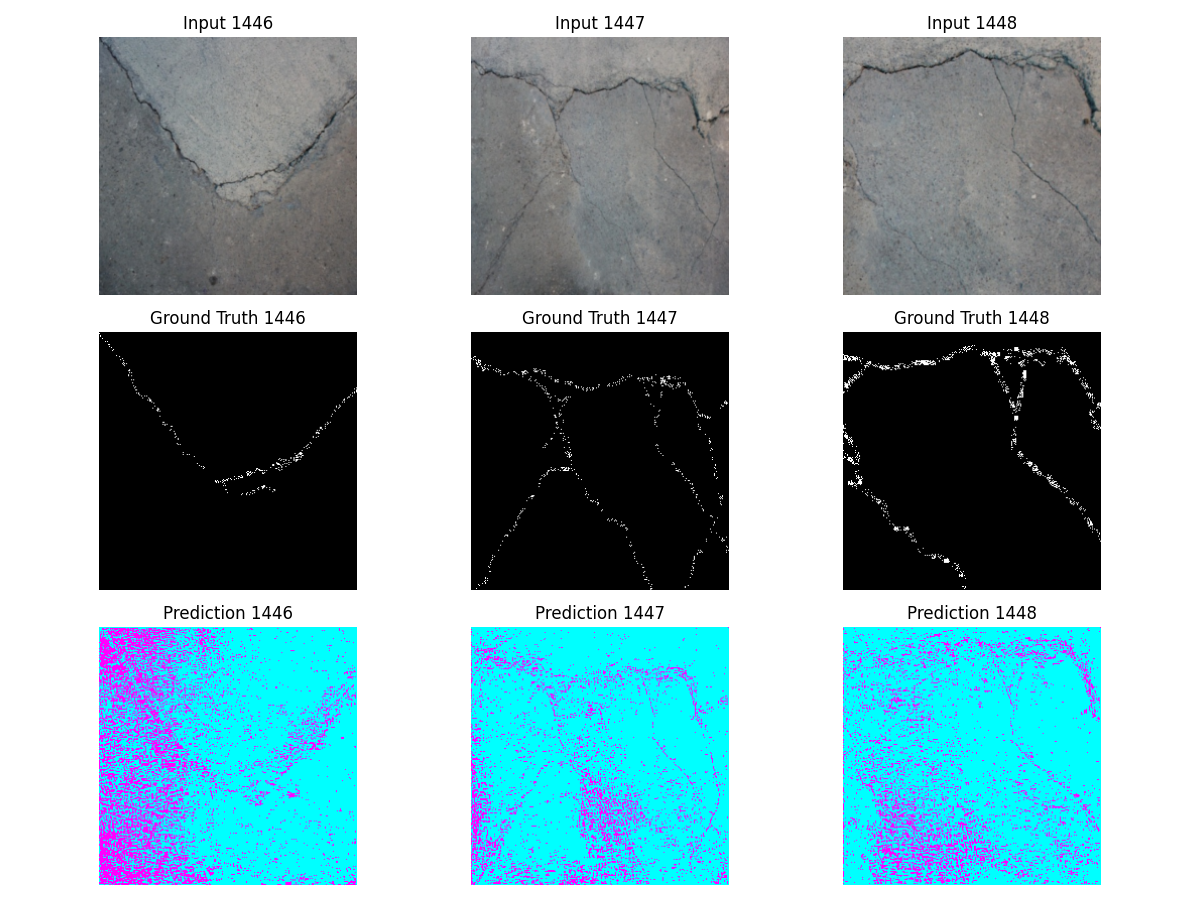 Input 1446
Input 1447
Input 1448
Ground Truth 1446
Ground Truth 1447
Ground Truth 1448
Prediction 1446
Prediction 1447
Prediction 1448